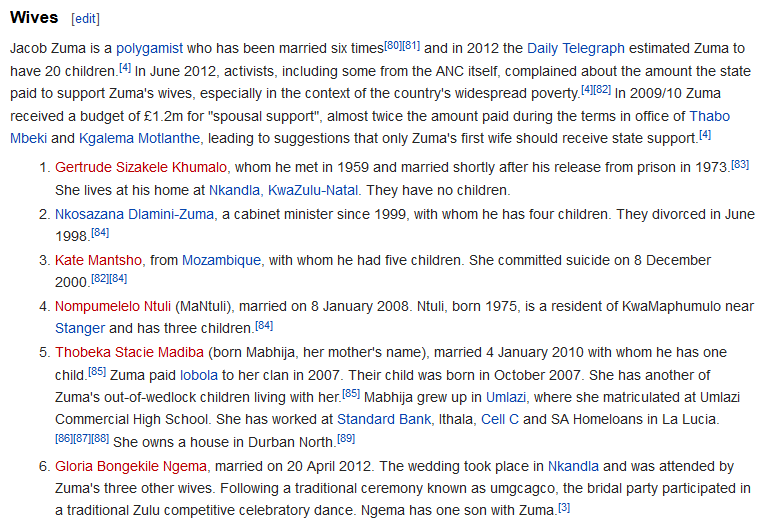 Wives [edit]
Jacob Zuma is a polygamist who has been married six times[80][81] and in 2012 the Daily Telegraph estimated Zuma to
have 20 children.[4] In June 2012, activists, including some from the ANC itself, complained about the amount the state
paid to support Zuma's wives, especially in the context of the country's widespread poverty.[4][82] In 2009/10 Zuma
received a budget of £1.2m for "spousal support", almost twice the amount paid during the terms in office of Thabo
Mbeki and Kgalema Motlanthe, leading to suggestions that only Zuma's first wife should receive state support.[4]
1. Gertrude Sizakele Khumalo, whom he met in 1959 and married shortly after his release from prison in 1973.[83]
She lives at his home at Nkandla, KwaZulu-Natal. They have no children.
2. Nkosazana Dlamini-Zuma, a cabinet minister since 1999, with whom he has four children. They divorced in June
1998.[84]
3. Kate Mantsho, from Mozambique, with whom he had five children. She committed suicide on 8 December
2000.[82][84]
4. Nompumelelo Ntuli (MaNtuli), married on 8 January 2008. Ntuli, born 1975, is a resident of KwaMaphumulo near
Stanger and has three children.[84]
5. Thobeka Stacie Madiba (born Mabhija, her mother's name), married 4 January 2010 with whom he has one
child.[85] Zuma paid lobola to her clan in 2007. Their child was born in October 2007. She has another of
Zuma's out-of-wedlock children living with her.[85] Mabhija grew up in Umlazi, where she matriculated at Umlazi
Commercial High School. She has worked at Standard Bank, Ithala, Cell C and SA Homeloans in La Lucia.
[86][87][88] She owns a house in Durban North.[89]
6. Gloria Bongekile Ngema, married on 20 April 2012. The wedding took place in Nkandla and was attended by
Zuma's three other wives. Following a traditional ceremony known as umgcagco, the bridal party participated in
a traditional Zulu competitive celebratory dance. Ngema has one son with Zuma.[3]